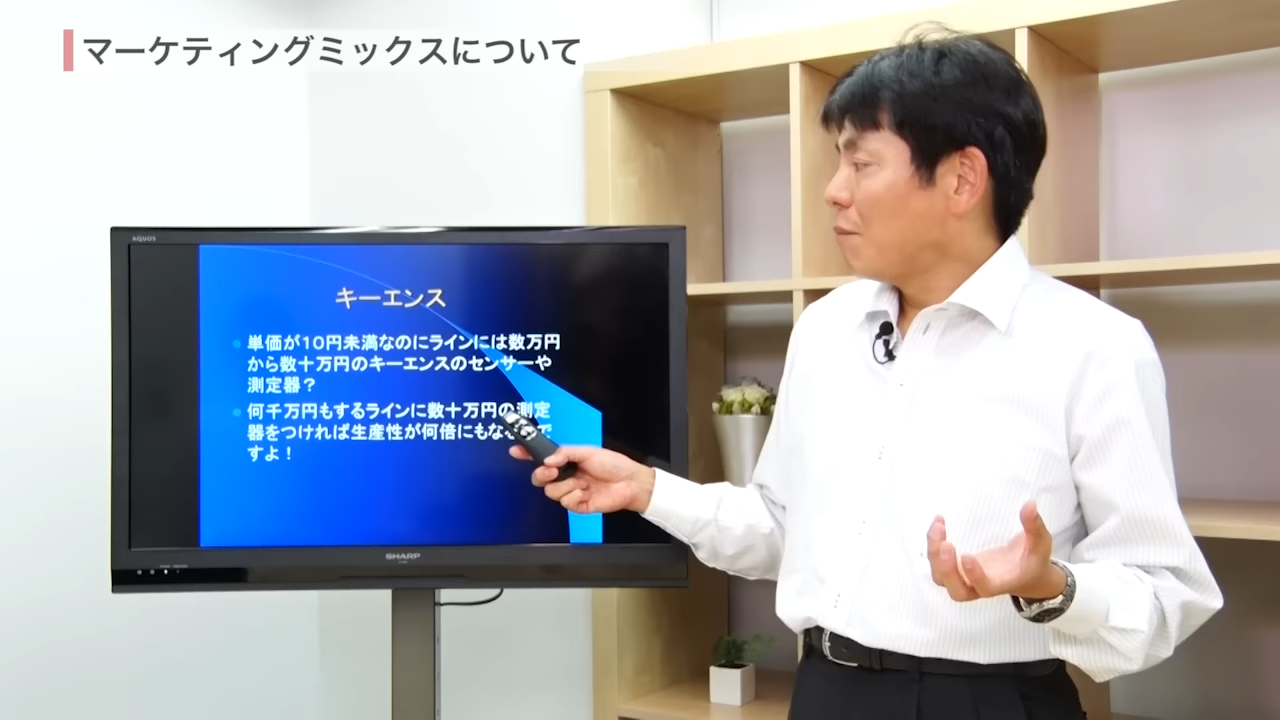 マーケティングミックスについて
AQUOS
キーエンス
単価が10円未満なのにラインには数万円
から数十万円のキーエンスのセンサーや
測定器？
何千万円もするラインに数十万円の測定
器をつければ生産性が何倍にもな
すよ！
SHARP